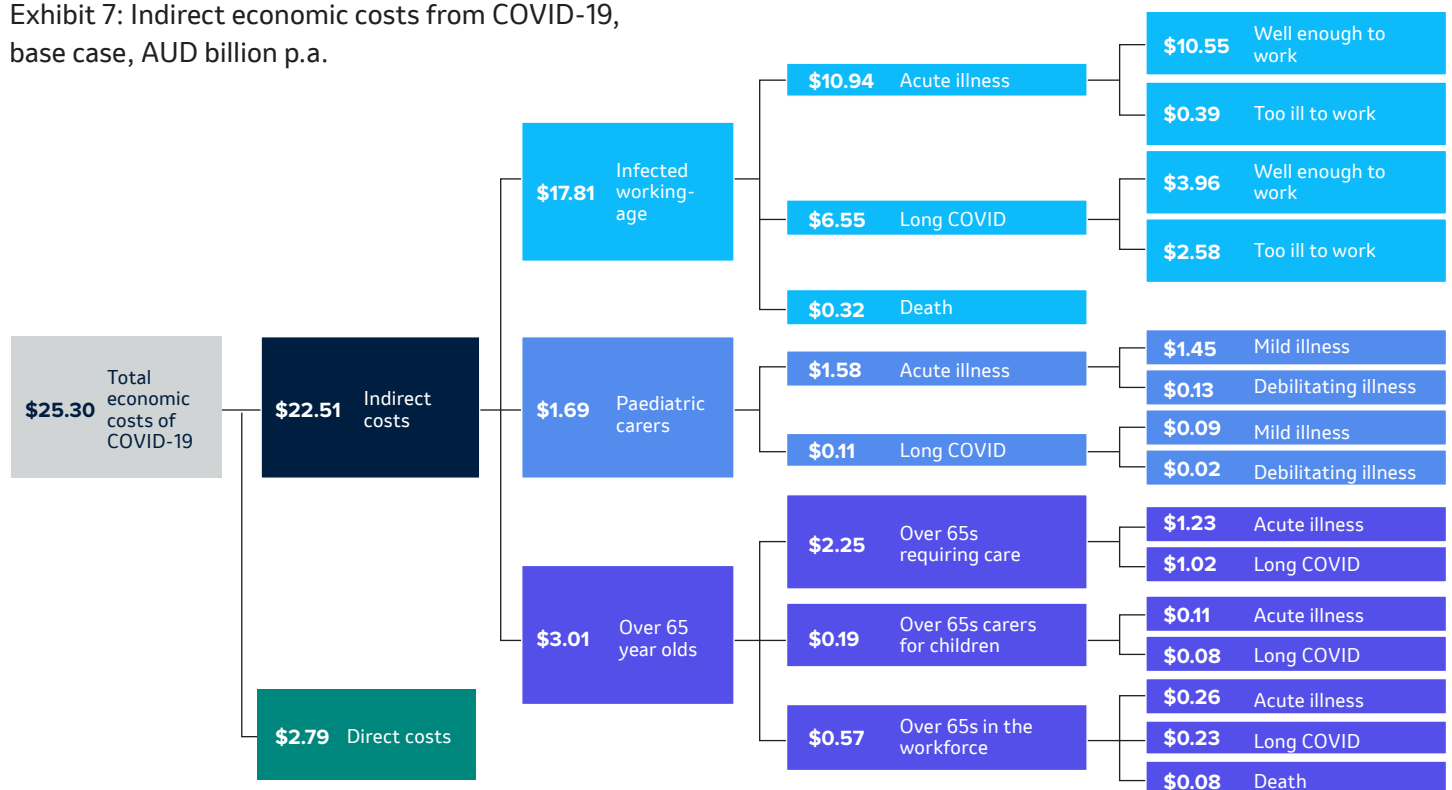 Exhibit 7: Indirect economic costs from COVID-19,
base case, AUD billion p.a.
$25.30 Total
economic
costs of
COVID-19
$22.51 Indirect
costs
$2.79 Direct costs
$17.81 Infected
working-
age
$10.94 Acute illness
$10.55 Well enough to
work
$0.39 Too ill to work
$6.55 Long COVID
$3.96 Well enough to
work
$2.58 Too ill to work
$0.32 Death
$1.69 Paediatric
carers
$1.58 Acute illness
$1.45 Mild illness
$0.13 Debilitating illness
$0.11 Long COVID
$0.09 Mild illness
$0.02 Debilitating illness
$3.01 Over 65
year olds
$2.25 Over 65s
requiring care
$1.23 Acute illness
$1.02 Long COVID
$0.19 Over 65s carers
for children
$0.11 Acute illness
$0.08 Long COVID
$0.57 Over 65s in the
workforce
$0.26 Acute illness
$0.23 Long COVID
$0.08 Death